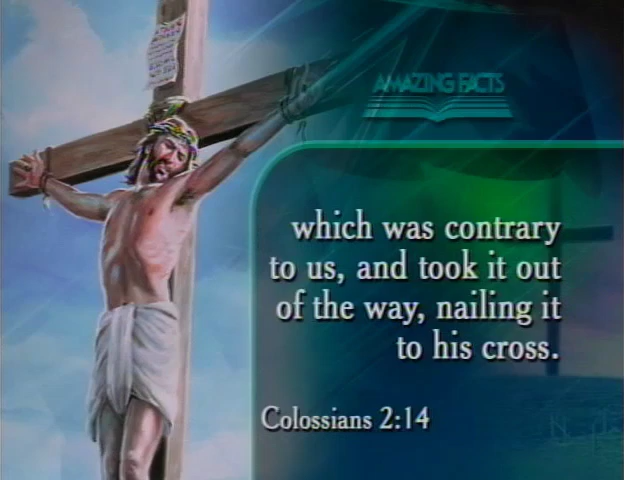 AMAZING FACTS
which was contrary
to us, and took it out
of the way, nailing it
to his cross.
Colossians 2:14